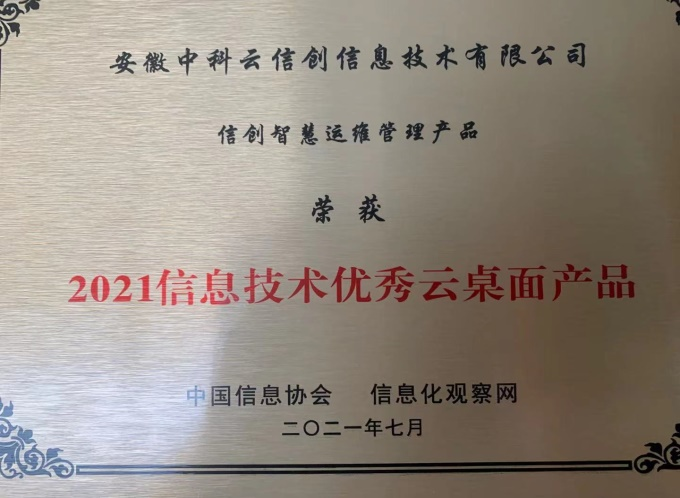 安徽中科云信创信息技术有限公司
信创智慧运维管理产品
荣获
2021信息技术优秀云桌面产品
中国信息协会 信息化观察网
二〇二一年七月